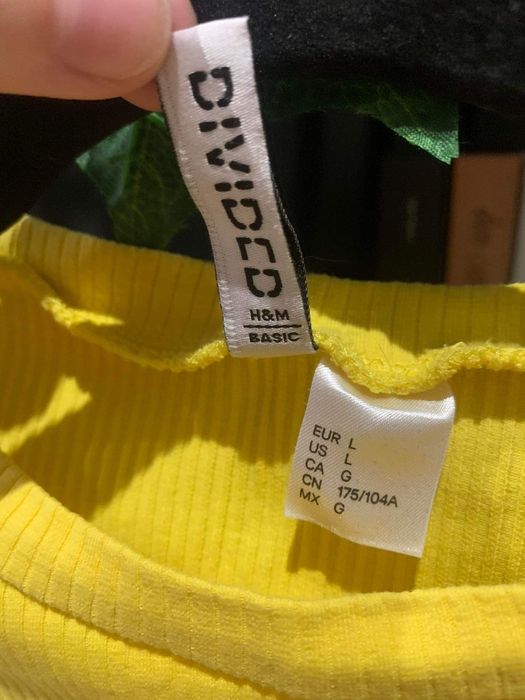 DIVIDED
H&M
BASIC
EUR L
US L
CA G
CN 175/104A
MX G